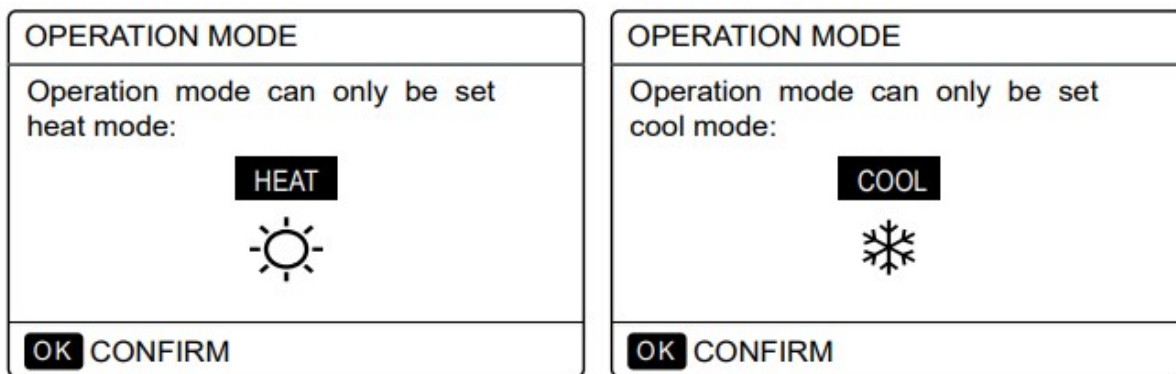 OPERATION MODE
Operation mode can only be set
heat mode:
HEAT
OK CONFIRM
OPERATION MODE
Operation mode can only be set
cool mode:
COOL
OK CONFIRM